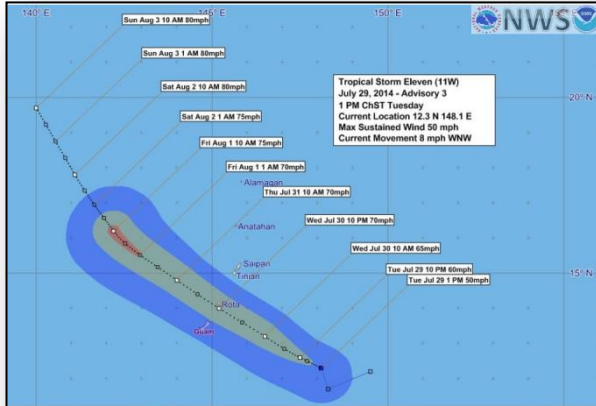 140° E
145° E
150° E
NWS
Sun Aug 3 10 AM 80mph
Sun Aug 3 1 AM 80mph
Sat Aug 2 10 AM 80mph
Sat Aug 2 1 AM 75mph
Fri Aug 1 10 AM 75mph
Fri Aug 1 1 AM 70mph
Thu Jul 31 10 AM 70mph
Wed Jul 30 10 PM 70mph
Wed Jul 30 10 AM 65mph
Tue Jul 29 10 PM 60mph
Tue Jul 29 1 PM 50mph
Tropical Storm Eleven (11W)
July 29, 2014 - Advisory 3
1 PM ChST Tuesday
Current Location 12.3 N 148.1 E
Max Sustained Wind 50 mph
Current Movement 8 mph WNW
20° N
Alamagan
Anatahan
Saipan
Tinian
15° N
Rota
Guam